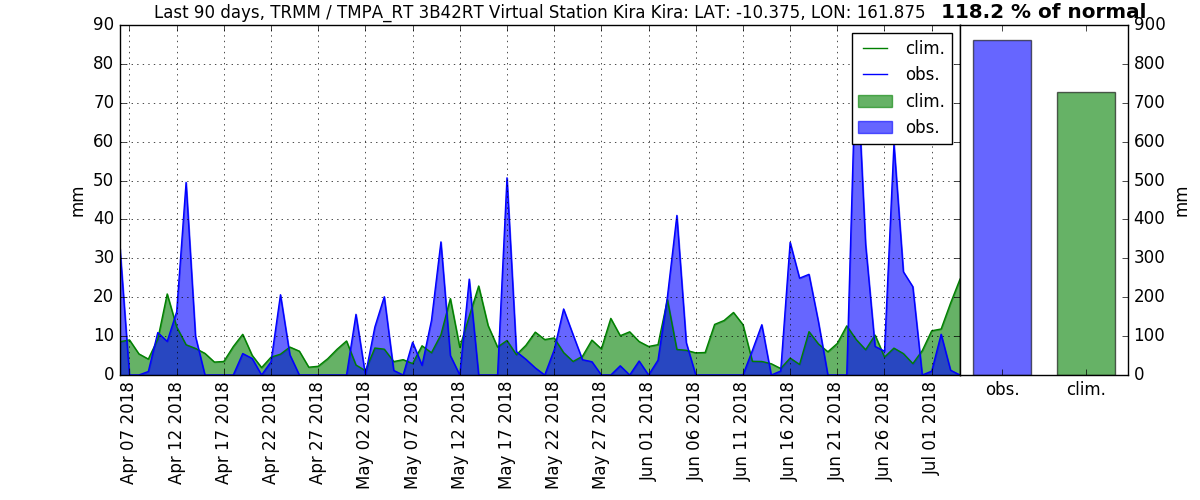 Last 90 days, TRMM / TMPA_RT 3B42RT Virtual Station Kira Kira: LAT: -10.375, LON: 161.875
118.2 % of normal
90
80
70
60
50
40
30
20
10
0
mm
clim.
obs.
clim.
obs.
Apr 07 2018
Apr 12 2018
Apr 17 2018
Apr 22 2018
Apr 27 2018
May 02 2018
May 07 2018
May 12 2018
May 17 2018
May 22 2018
May 27 2018
Jun 01 2018
Jun 06 2018
Jun 11 2018
Jun 16 2018
Jun 21 2018
Jun 26 2018
Jul 01 2018
900
800
700
600
500
400
300
200
100
0
mm
obs.
clim.